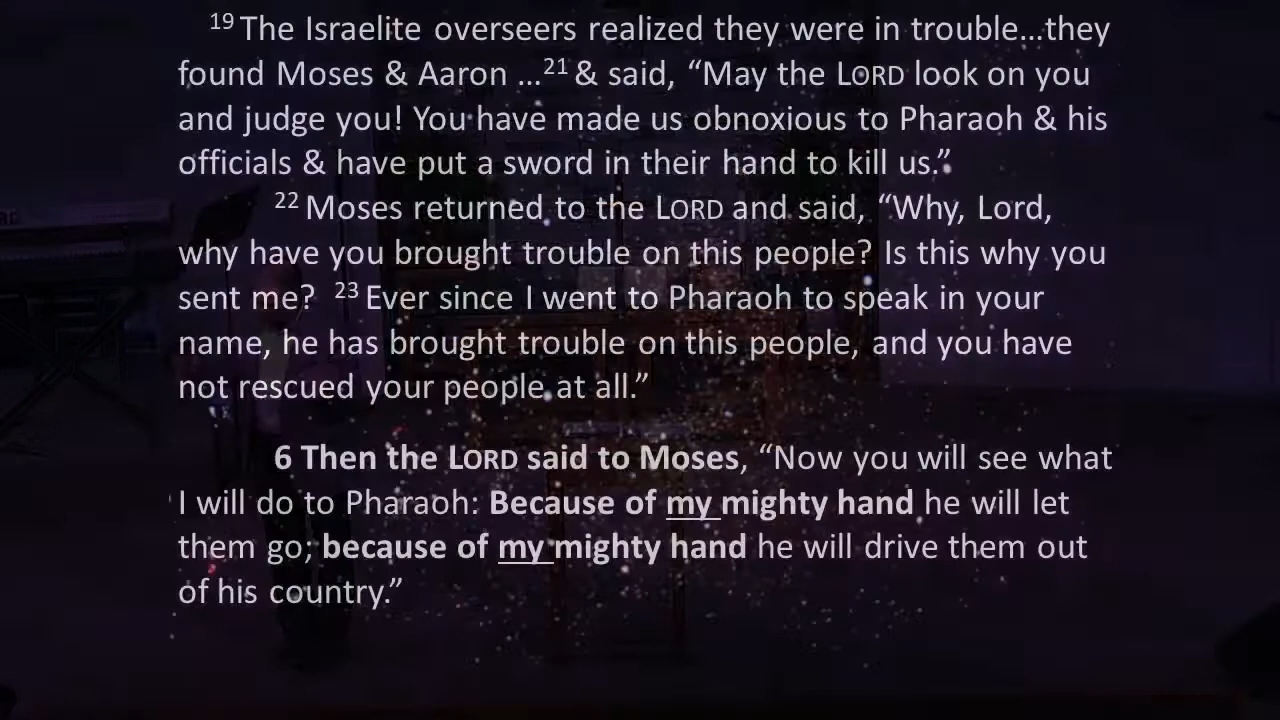 19 The Israelite overseers realized they were in trouble…they
found Moses & Aaron …21 & said, “May the LORD look on you
and judge you! You have made us obnoxious to Pharaoh & his
officials & have put a sword in their hand to kill us.”
22 Moses returned to the LORD and said, “Why, Lord,
why have you brought trouble on this people? Is this why you
sent me? 23 Ever since I went to Pharaoh to speak in your
name, he has brought trouble on this people, and you have
not rescued your people at all.”
6 Then the LORD said to Moses, “Now you will see what
I will do to Pharaoh: Because of my mighty hand he will let
them go; because of my mighty hand he will drive them out
of his country.”